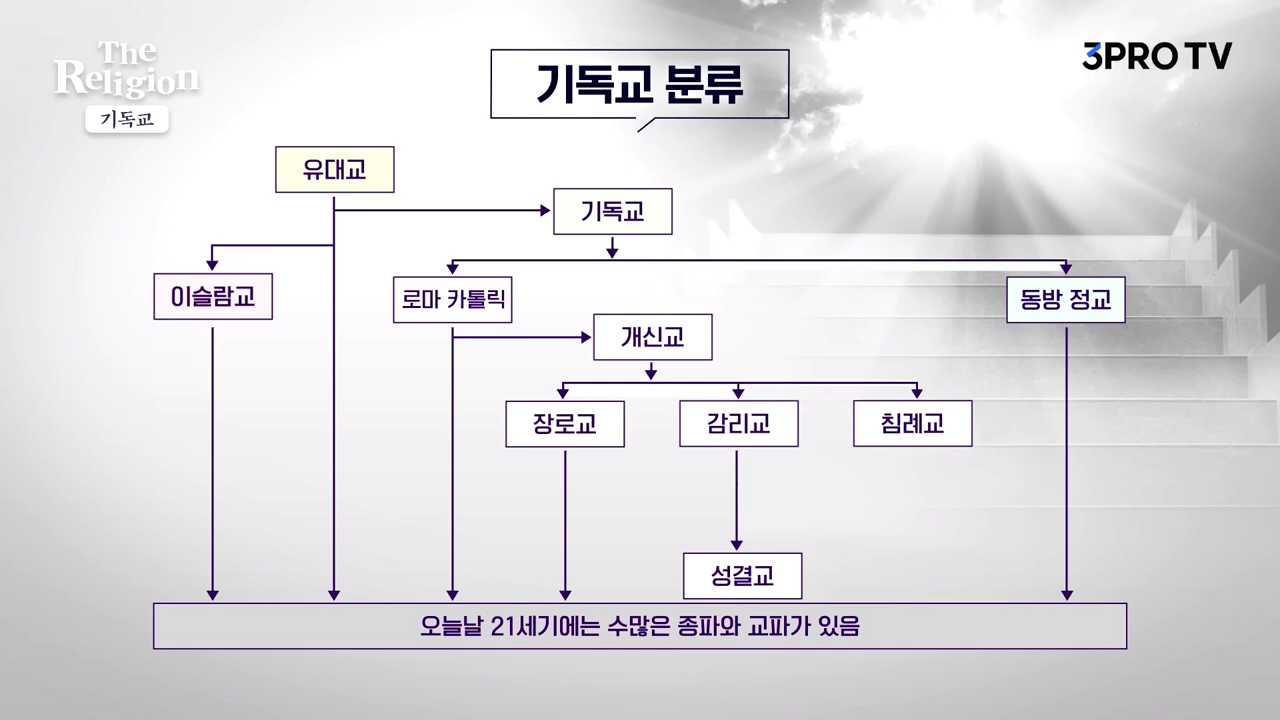 The
Religion
기독교
3PRO TV
기독교 분류
유대교
기독교
이슬람교
로마 카톨릭
동방 정교
개신교
장로교
감리교
침례교
성결교
오늘날 21세기에는 수많은 종파와 교파가 있음